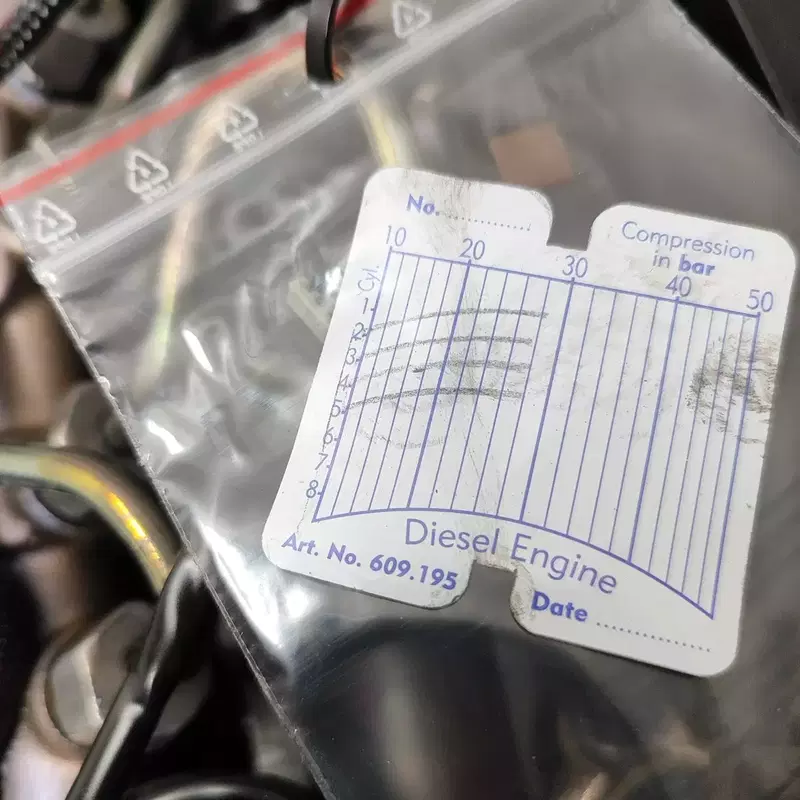 No. ..............
Compression
in bar
10 20 30 40 50
Cyl.
1
2
3
4
5
6
7
8
Diesel Engine
Art. No. 609.195
Date ................